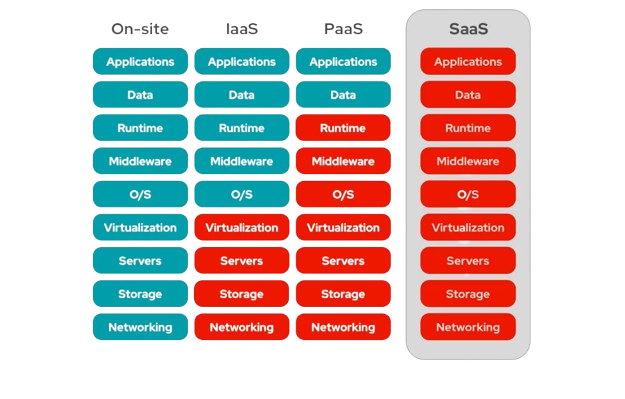 On-site IaaS PaaS SaaS
Applications Applications Applications Applications
Data Data Data Data
Runtime Runtime Runtime Runtime
Middleware Middleware Middleware Middleware
O/S O/S O/S O/S
Virtualization Virtualization Virtualization Virtualization
Servers Servers Servers Servers
Storage Storage Storage Storage
Networking Networking Networking Networking